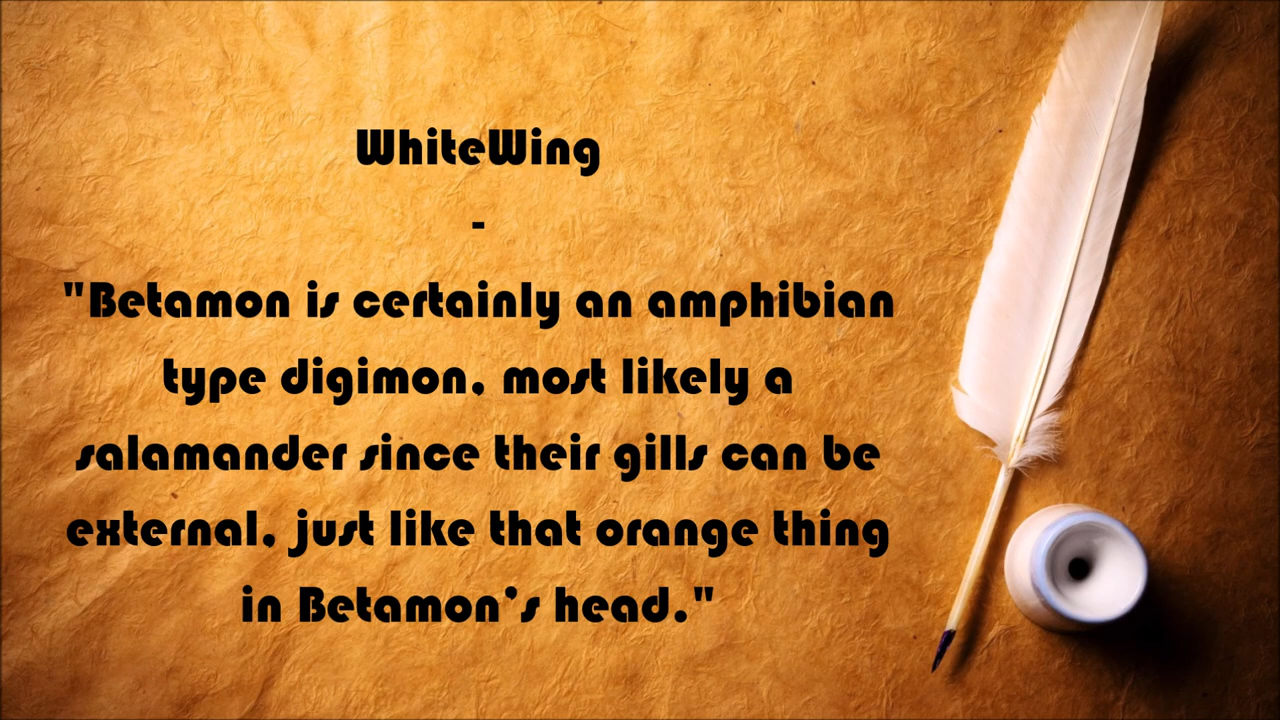 WhiteWing
-
"Betamon is certainly an amphibian
type digimon, most likely a
salamander since their gills can be
external, just like that orange thing
in Betamon's head."